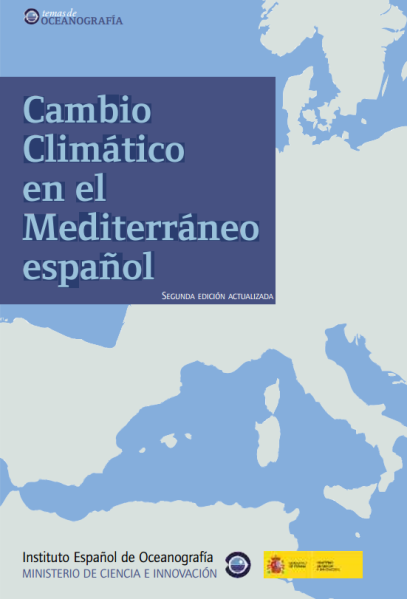 temas de
OCEANOGRAFÍA
Cambio
Climático
en el
Mediterráneo
español
SEGUNDA EDICIÓN ACTUALIZADA
Instituto Español de Oceanografía
MINISTERIO DE CIENCIA E INNOVACIÓN